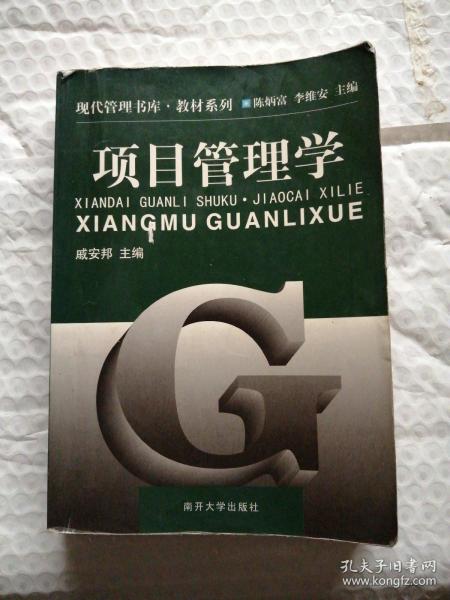 现代管理书库·教材系列 陈炳富 李维安 主编
项目管理学
XIANDAI GUANLI SHUKU·JIAOCAI XILIE
XIANGMU GUANLIXUE
戚安邦 主编
G
南开大学出版社
孔夫子旧书网
www.kongfz.com